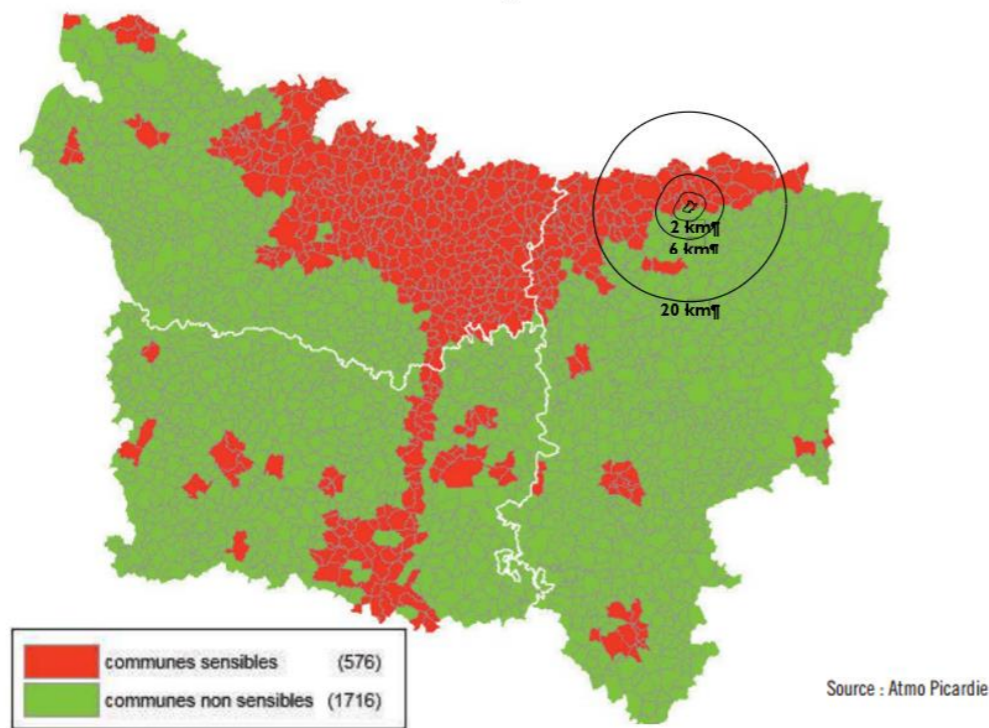 2 km¶
6 km¶
20 km¶
communes sensibles (576)
communes non sensibles (1716)
Source : Atmo Picardie